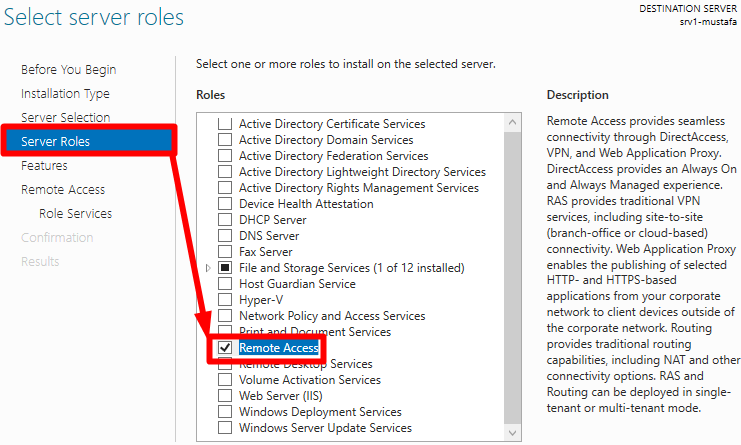 Select server roles
DESTINATION SERVER
srv1-mustafa
Before You Begin
Installation Type
Server Selection
Server Roles
Features
Remote Access
Role Services
Confirmation
Results
Select one or more roles to install on the selected server.
Roles
Active Directory Certificate Services
Active Directory Domain Services
Active Directory Federation Services
Active Directory Lightweight Directory Services
Active Directory Rights Management Services
Device Health Attestation
DHCP Server
DNS Server
Fax Server
File and Storage Services (1 of 12 installed)
Host Guardian Service
Hyper-V
Network Policy and Access Services
Print and Document Services
Remote Access
Remote Desktop Services
Volume Activation Services
Web Server (IIS)
Windows Deployment Services
Windows Server Update Services
Description
Remote Access provides seamless
connectivity through DirectAccess,
VPN, and Web Application Proxy.
DirectAccess provides an Always On
and Always Managed experience.
RAS provides traditional VPN
services, including site-to-site
(branch-office or cloud-based)
connectivity. Web Application Proxy
enables the publishing of selected
HTTP- and HTTPS-based
applications from your corporate
network to client devices outside of
the corporate network. Routing
provides traditional routing
capabilities, including NAT and other
connectivity options. RAS and
Routing can be deployed in single-
tenant or multi-tenant mode.